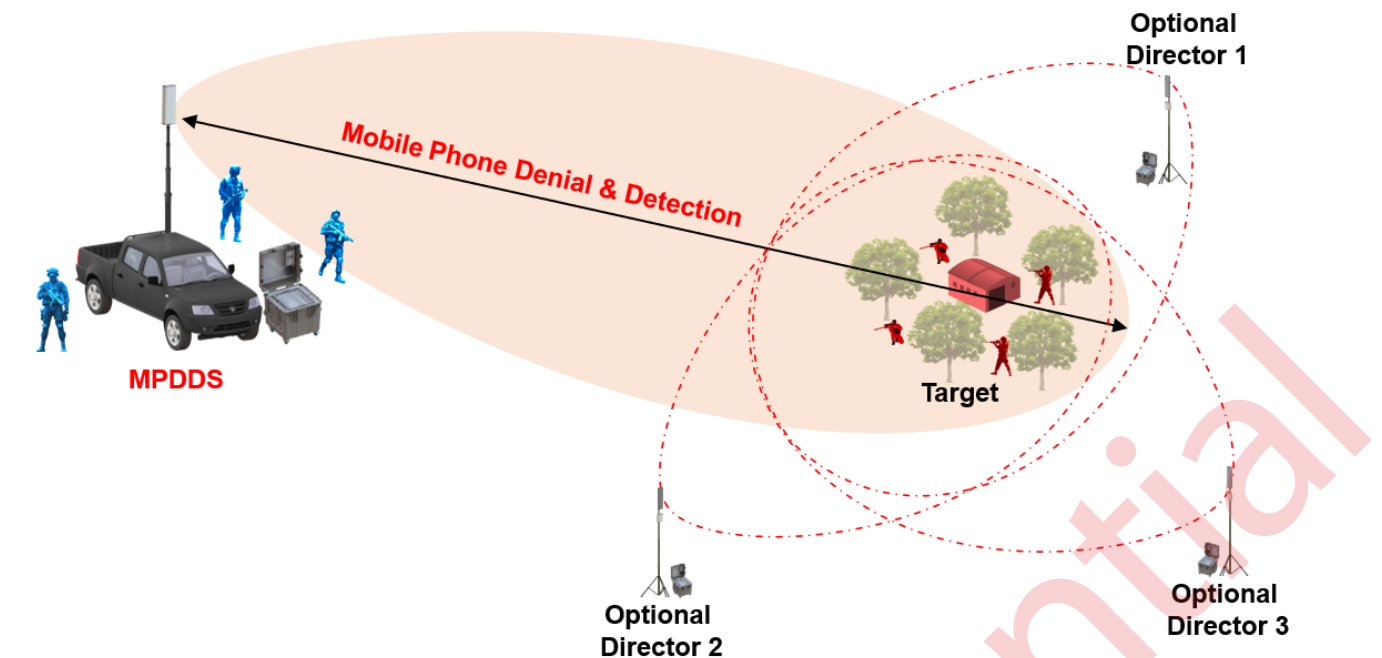 Optional
Director 1
Mobile Phone Denial & Detection
MPDDS
Target
Optional
Director 2
Optional
Director 3
ntial